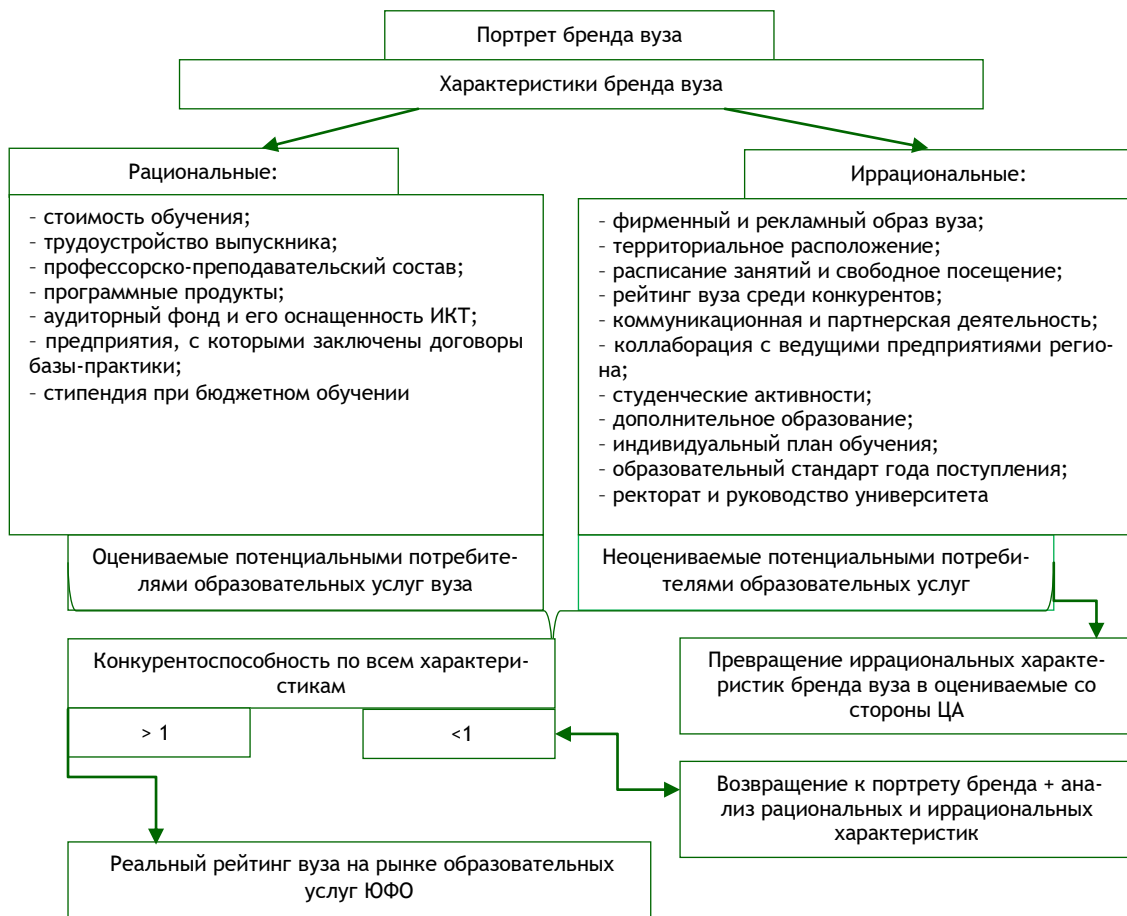 Портрет бренда вуза
Характеристики бренда вуза
Рациональные:
- стоимость обучения;
- трудоустройство выпускника;
- профессорско-преподавательский состав;
- программные продукты;
- аудиторный фонд и его оснащенность ИКТ;
- предприятия, с которыми заключены договоры
базы-практики;
- стипендия при бюджетном обучении
Иррациональные:
- фирменный и рекламный образ вуза;
- территориальное расположение;
- расписание занятий и свободное посещение;
- рейтинг вуза среди конкурентов;
- коммуникационная и партнерская деятельность;
- коллаборация с ведущими предприятиями регио-
на;
- студенческие активности;
- дополнительное образование;
- индивидуальный план обучения;
- образовательный стандарт года поступления;
- ректорат и руководство университета
Оцениваемые потенциальными потребите-
лями образовательных услуг вуза
Неоцениваемые потенциальными потреби-
телями образовательных услуг
Конкурентоспособность по всем характери-
стикам
> 1
<1
Превращение иррациональных характе-
ристик бренда вуза в оцениваемые со
стороны ЦА
Возвращение к портрету бренда + ана-
лиз рациональных и иррациональных
характеристик
Реальный рейтинг вуза на рынке образовательных
услуг ЮФО